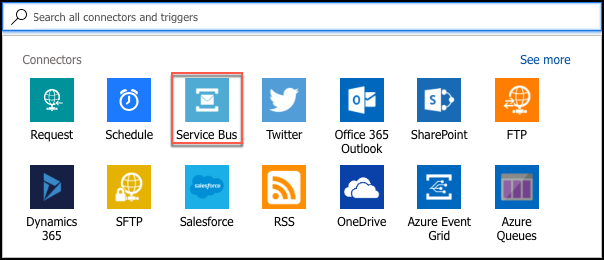 Search all connectors and triggers
Connectors
See more
Request
Schedule
Service Bus
Twitter
Office 365
Outlook
SharePoint
FTP
salesforce
Dynamics
365
SFTP
Salesforce
RSS
OneDrive
Azure Event
Grid
Azure
Queues